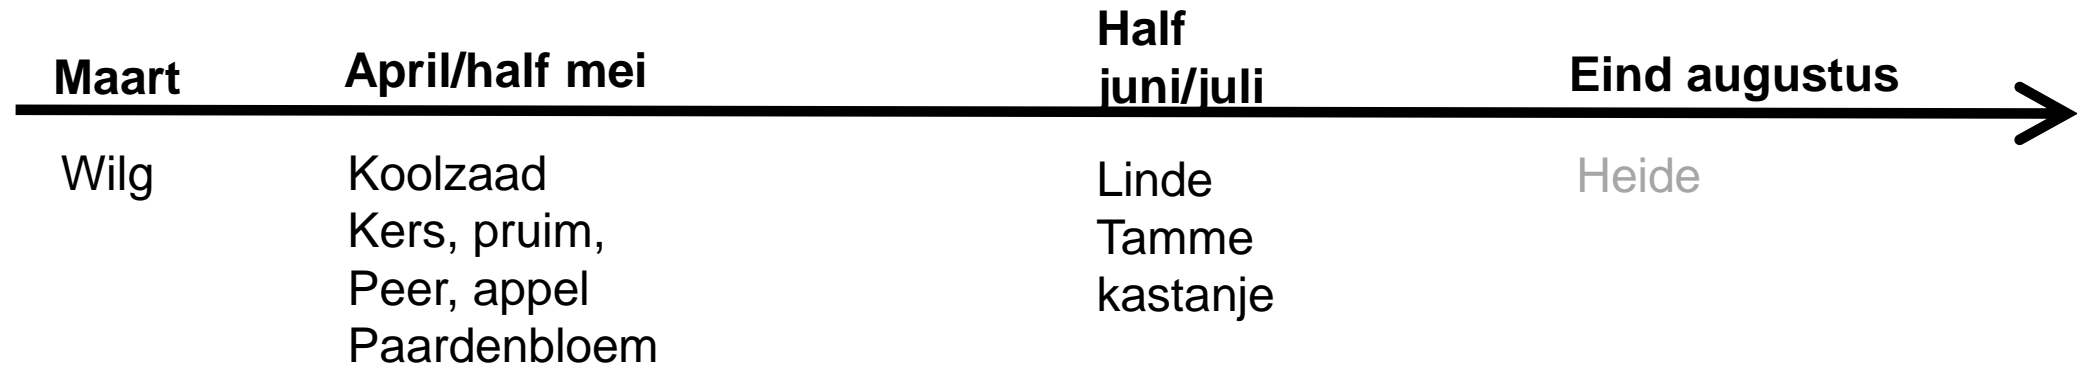 Maart
April/half mei
Half
juni/juli
Eind augustus
Wilg
Koolzaad
Kers, pruim,
Peer, appel
Paardenbloem
Linde
Tamme
kastanje
Heide